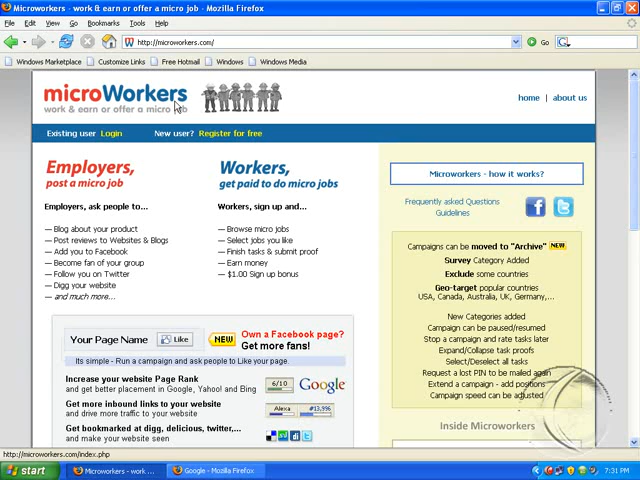 Microworkers - work & earn or offer a micro job - Mozilla Firefox
File Edit View Go Bookmarks Tools Help
http://microworkers.com/ Go
Windows Marketplace Customize Links Free Hotmail Windows Windows Media
microWorkers
work & earn or offer a micro job
home | about us
Existing user Login New user? Register for free
Employers,
post a micro job
Employers, ask people to...
— Blog about your product
— Post reviews to Websites & Blogs
— Add you to Facebook
— Become fan of your group
— Follow you on Twitter
— Digg your website
— and much more...
Workers,
get paid to do micro jobs
Workers, sign up and...
— Browse micro jobs
— Select jobs you like
— Finish tasks & submit proof
— Earn money
— $1.00 Sign up bonus
Your Page Name Like
NEW Own a Facebook page?
Get more fans!
Its simple - Run a campaign and ask people to Like your page.
Increase your website Page Rank
and get better placement in Google, Yahoo and Bing
6/10 Google
Get more inbound links to your website
and drive more traffic to your website
Alexa #13,996
Get bookmarked at digg, delicious, twitter,...
and make your website seen
Microworkers - how it works?
Frequently asked Questions
Guidelines
Campaigns can be moved to "Archive" NEW
Survey Category Added
Exclude some countries
Geo-target popular countries
USA, Canada, Australia, UK, Germany,...
New Categories added
Campaign can be paused/resumed
Stop a campaign and rate tasks later
Expand/Collapse task proofs
Select/Deselect all tasks
Request a lost PIN to be mailed again
Extend a campaign - add positions
Campaign speed can be adjusted
Inside Microworkers
http://microworkers.com/index.php
start Microworkers - work ... Google - Mozilla Firefox 7:31 PM